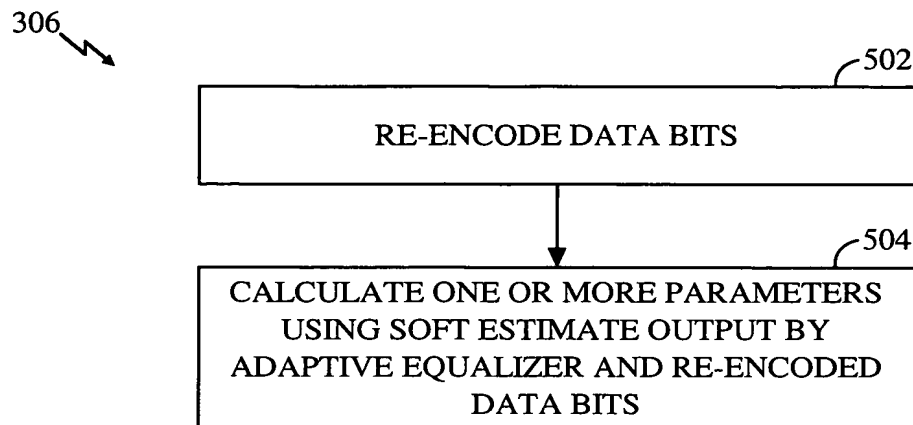 306
502
RE-ENCODE DATA BITS
504
CALCULATE ONE OR MORE PARAMETERS
USING SOFT ESTIMATE OUTPUT BY
ADAPTIVE EQUALIZER AND RE-ENCODED
DATA BITS